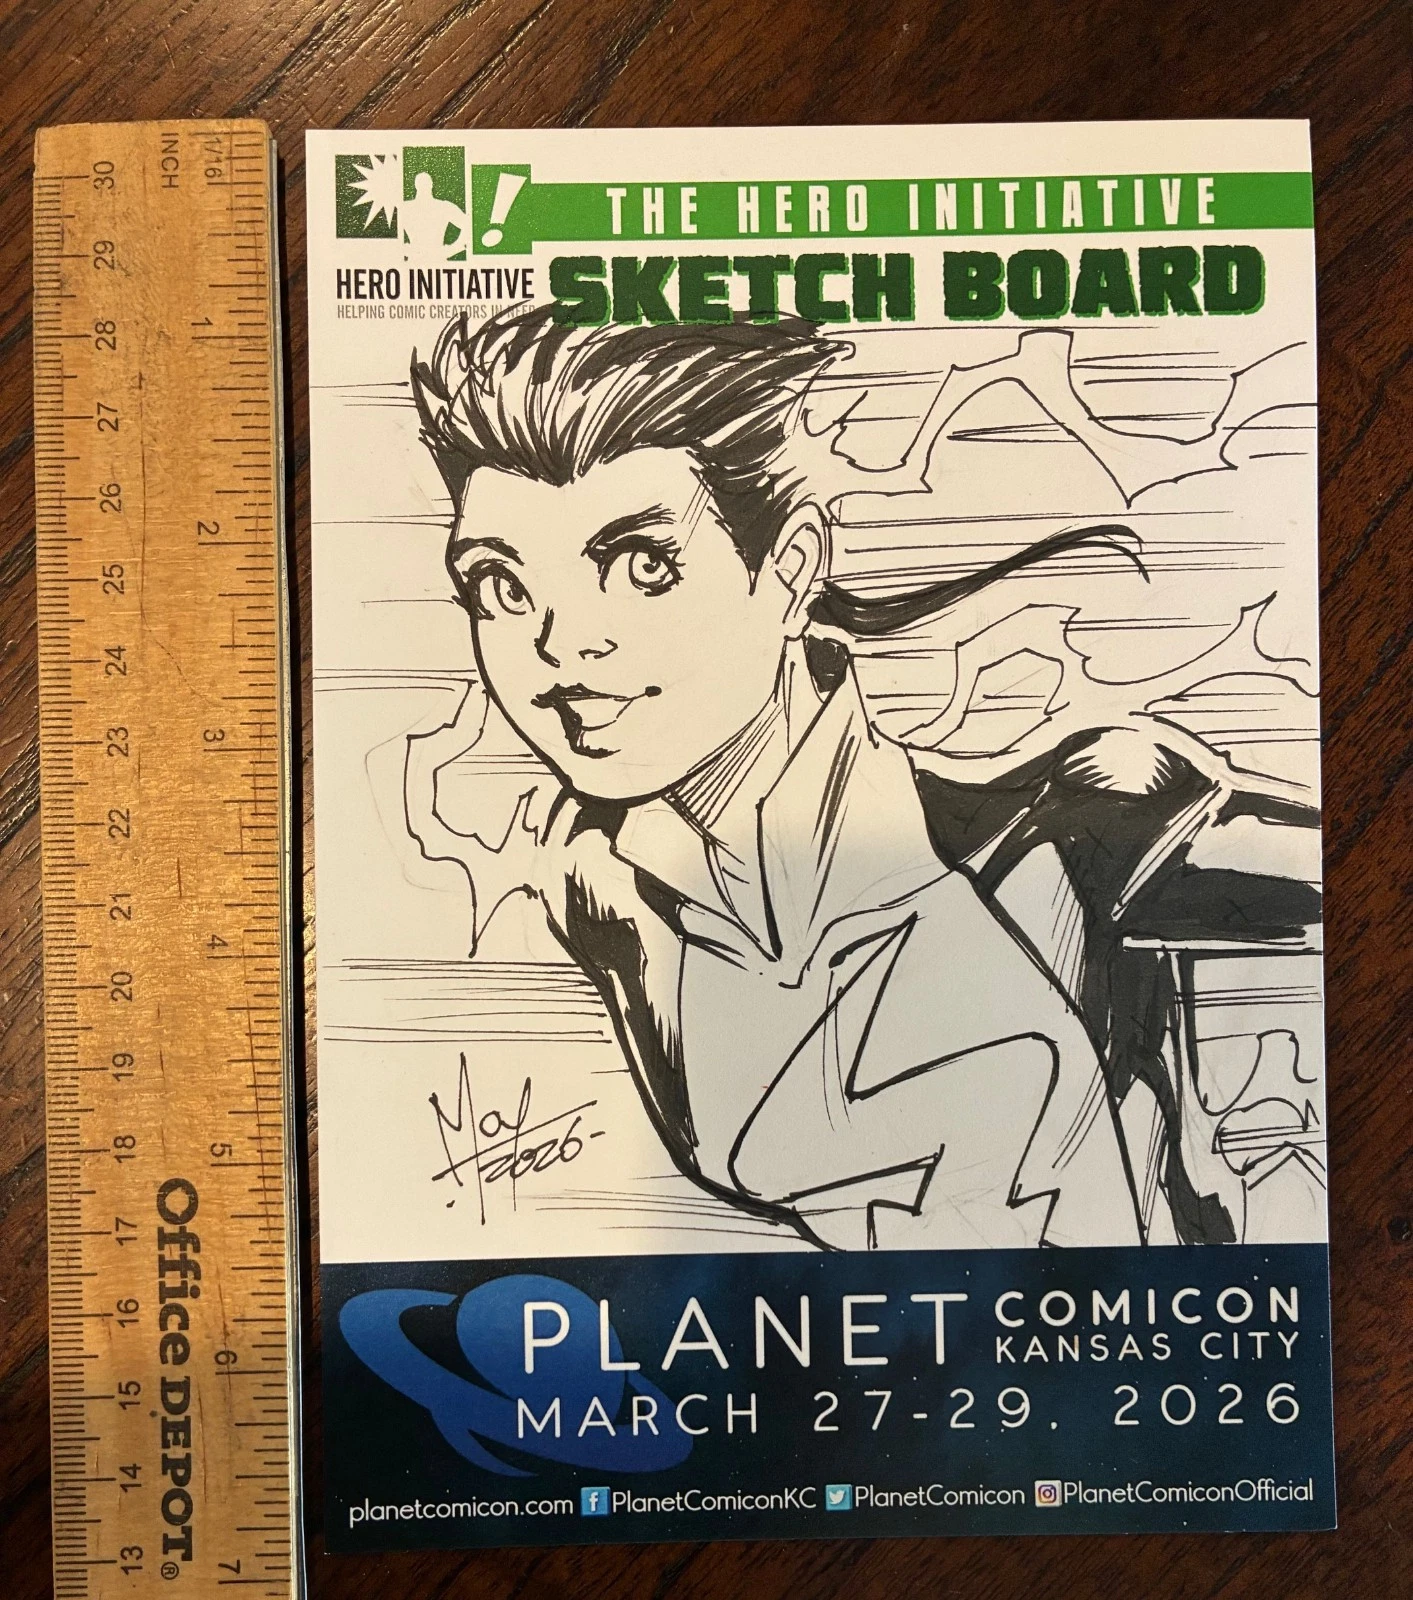 INCH
1/16
30
29
28
27
26
25
24
23
22
21
20
19
18
17
16
15
14
13
1
2
3
4
5
6
7
Office DEPOT®
THE HERO INITIATIVE
SKETCH BOARD
!
HERO INITIATIVE
HELPING COMIC CREATORS IN NEED
2026-
PLANET COMICON
KANSAS CITY
MARCH 27-29, 2026
planetcomicon.com f PlanetComiconKC PlanetComicon PlanetComiconOfficial